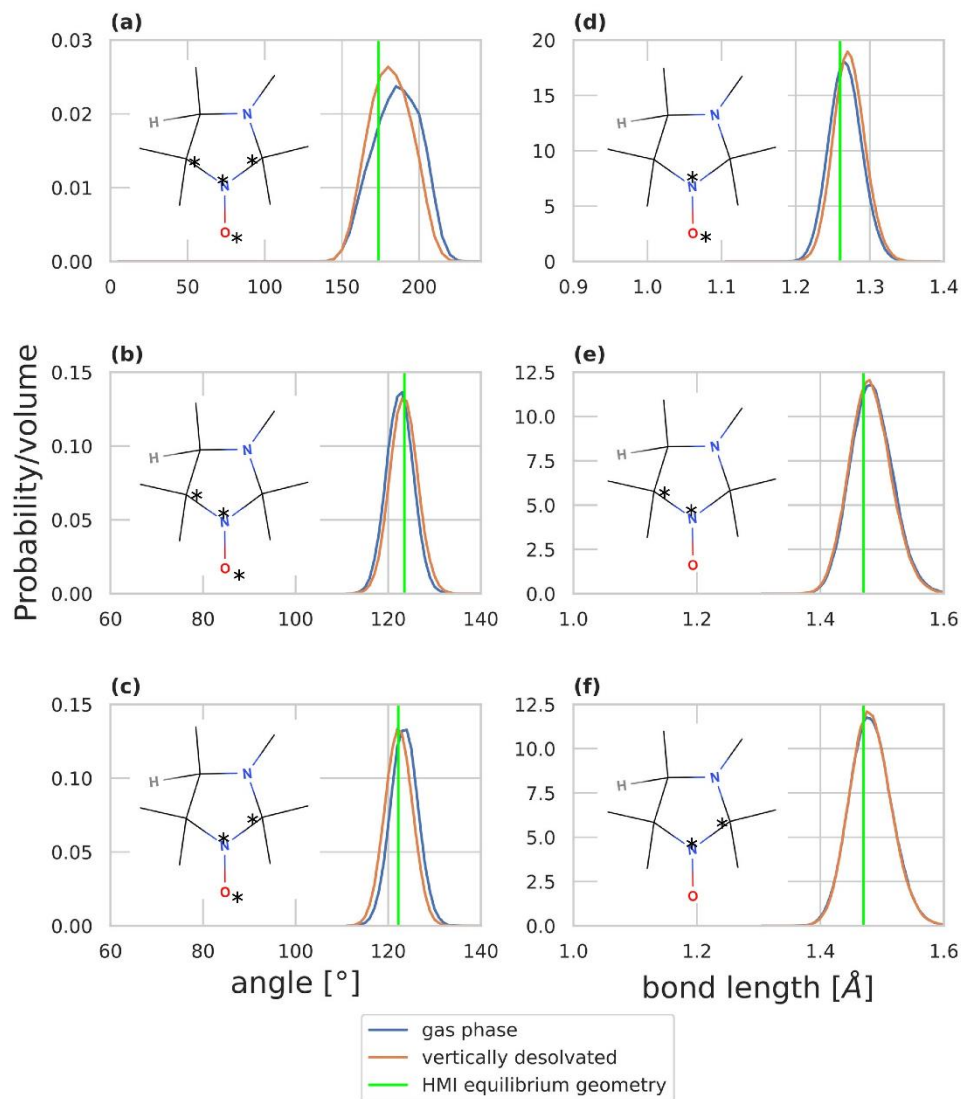 (a)
0.03
0.02
0.01
0.00
0 50 100 150 200
H N N O * * * *
(d)
20
15
10
5
0
0.9 1.0 1.1 1.2 1.3 1.4
H N N O * *
(b)
0.15
0.10
0.05
0.00
60 80 100 120 140
H N N O * * *
(e)
12.5
10.0
7.5
5.0
2.5
0.0
1.0 1.2 1.4 1.6
H N N O * *
(c)
0.15
0.10
0.05
0.00
60 80 100 120 140
H N N O * * *
(f)
12.5
10.0
7.5
5.0
2.5
0.0
1.0 1.2 1.4 1.6
H N N O * *
Probability/volume
angle [°]
bond length [Å]
gas phase
vertically desolvated
HMI equilibrium geometry